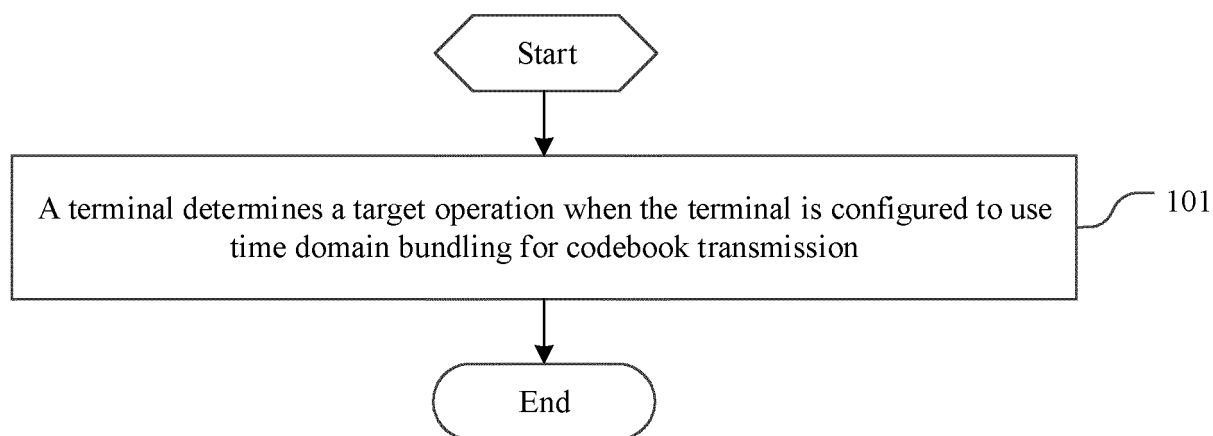 Start
A terminal determines a target operation when the terminal is configured to use
time domain bundling for codebook transmission
101
End